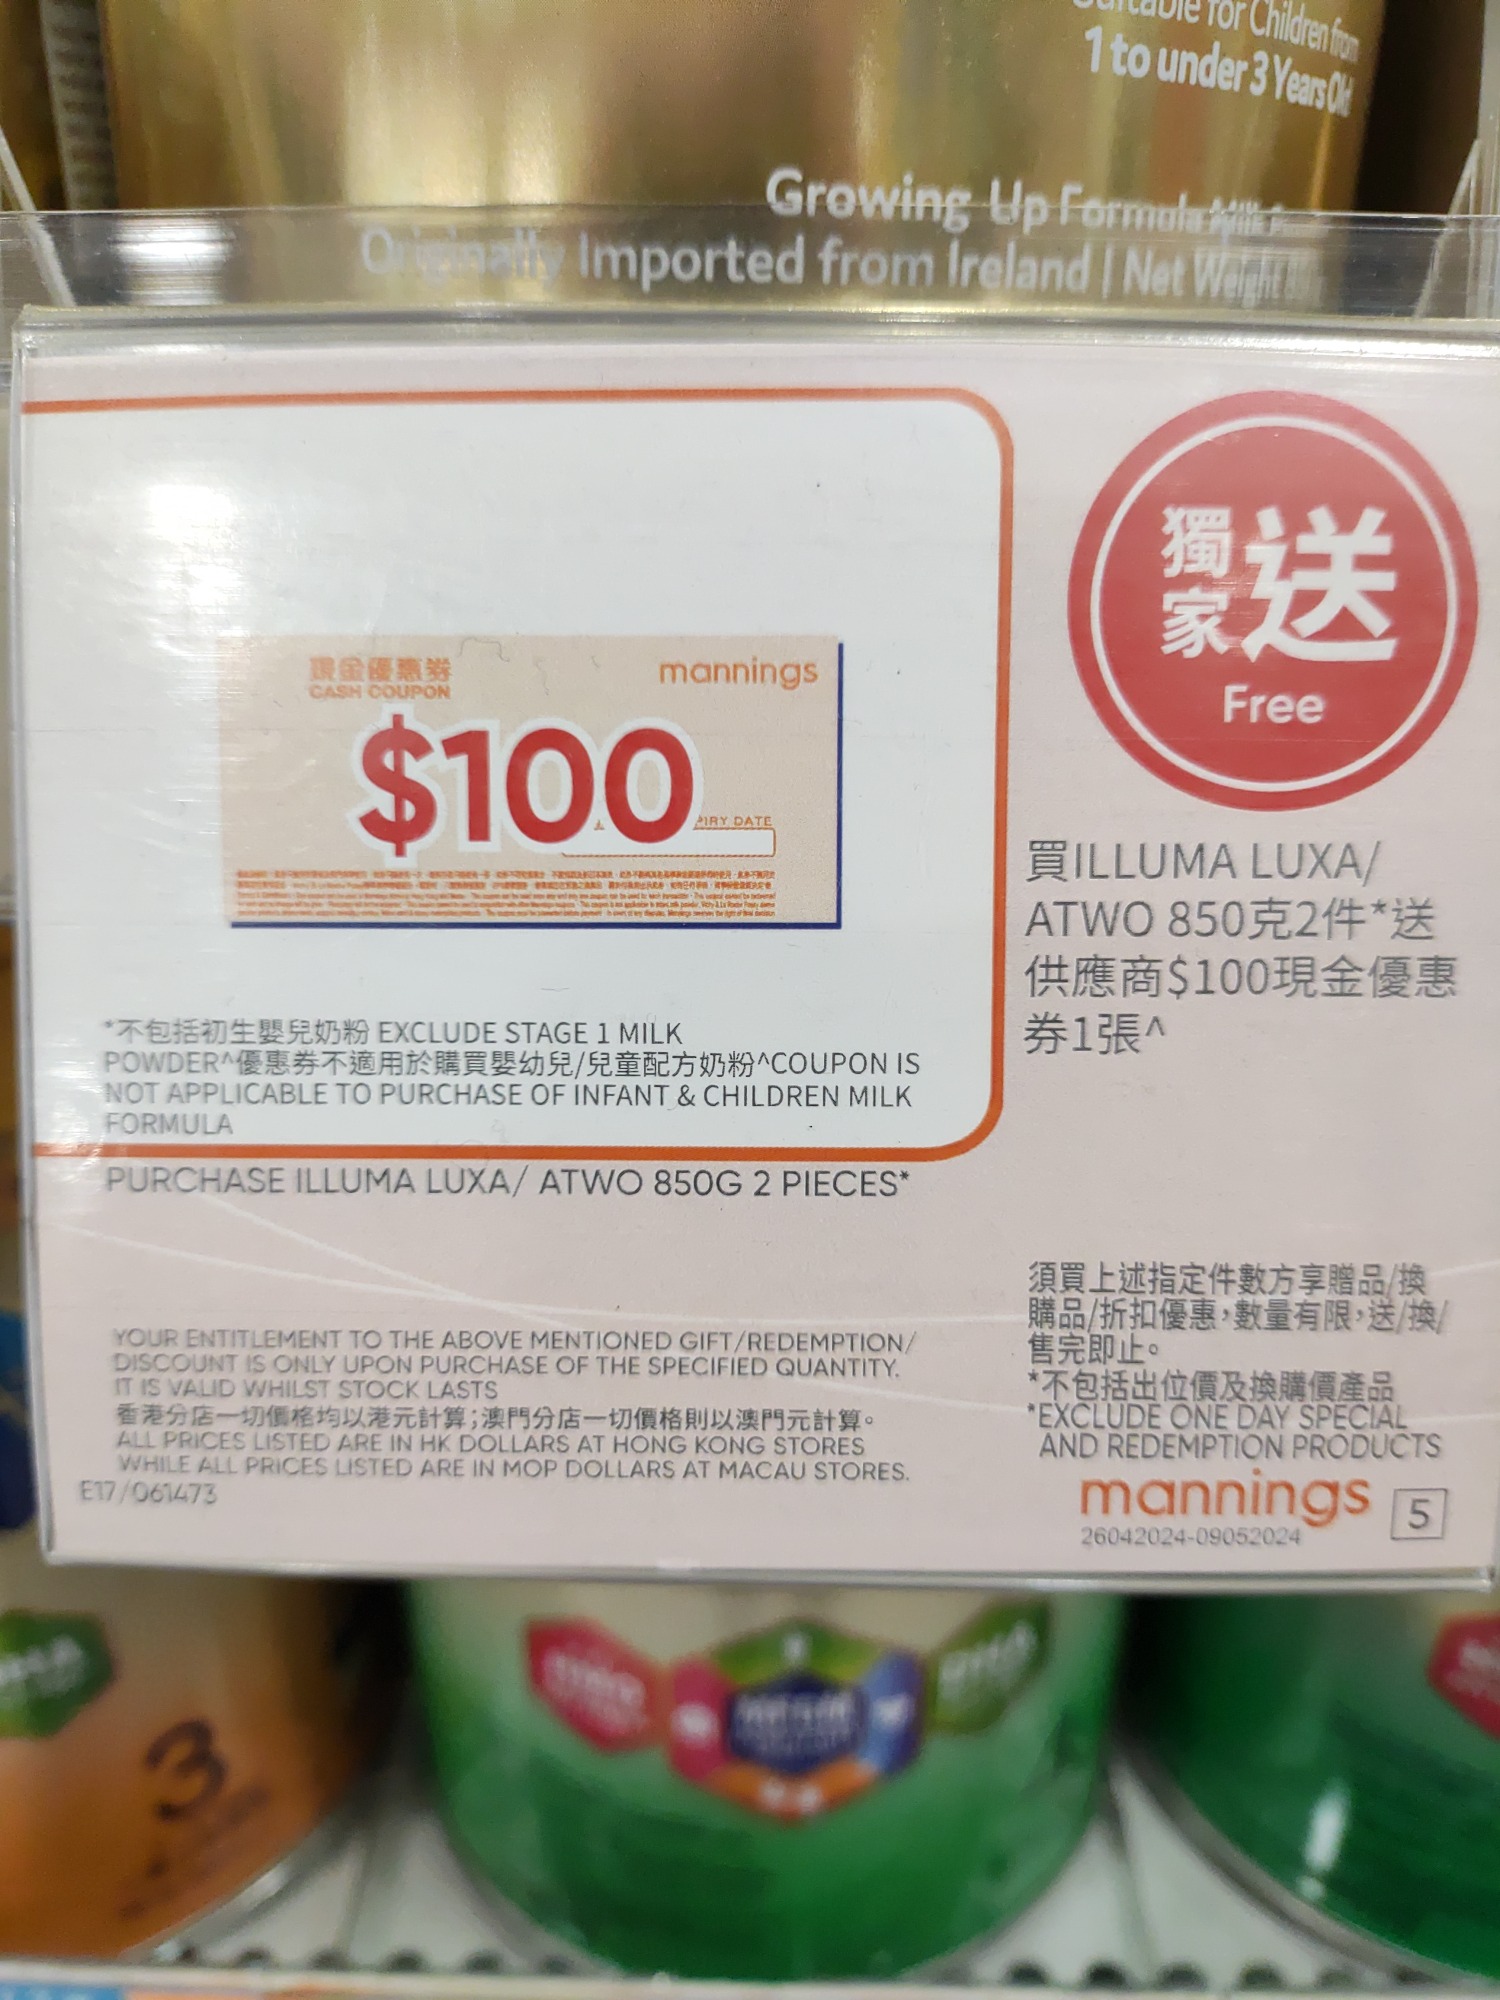 Suitable for Children from
1 to under 3 Years Old
Growing Up Formula Milk
Originally Imported from Ireland | Net Weight
獨家送
Free
現金優惠券
CASH COUPON
mannings
$100
PIRY DATE
買ILLUMA LUXA/
ATWO 850克2件*送
供應商$100現金優惠
券1張^
*不包括初生嬰兒奶粉 EXCLUDE STAGE 1 MILK
POWDER^優惠券不適用於購買嬰幼兒/兒童配方奶粉^COUPON IS
NOT APPLICABLE TO PURCHASE OF INFANT & CHILDREN MILK
FORMULA
PURCHASE ILLUMA LUXA/ ATWO 850G 2 PIECES*
須買上述指定件數方享贈品/換
購品/折扣優惠，數量有限，送/換/
售完即止。
*不包括出位價及換購價產品
*EXCLUDE ONE DAY SPECIAL
AND REDEMPTION PRODUCTS
YOUR ENTITLEMENT TO THE ABOVE MENTIONED GIFT/REDEMPTION/
DISCOUNT IS ONLY UPON PURCHASE OF THE SPECIFIED QUANTITY.
IT IS VALID WHILST STOCK LASTS
香港分店一切價格均以港元計算；澳門分店一切價格則以澳門元計算。
ALL PRICES LISTED ARE IN HK DOLLARS AT HONG KONG STORES
WHILE ALL PRICES LISTED ARE IN MOP DOLLARS AT MACAU STORES.
E17/061473
mannings 5
26042024-09052024
3